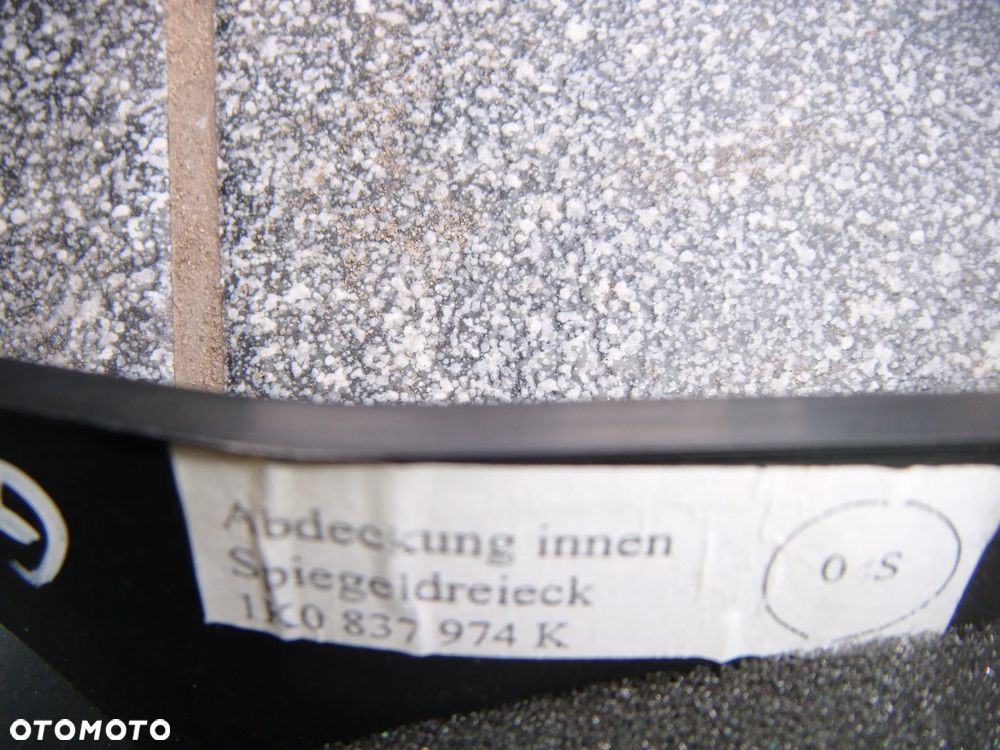 Abdeckung innen
Spiegeldreieck
1K0 837 974 K
OTOMOTO